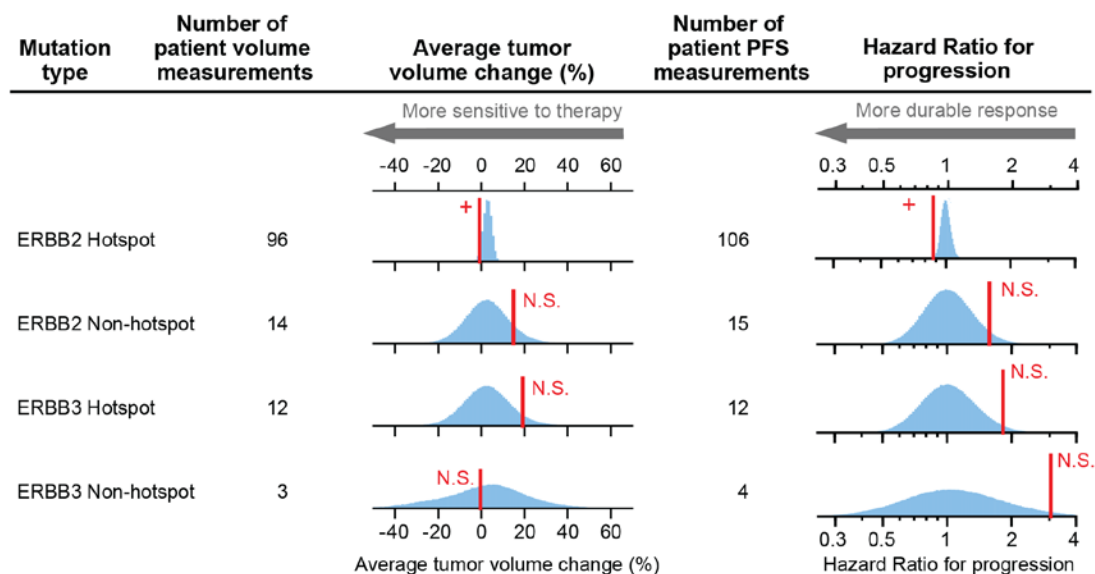 Mutation type
Number of patient volume measurements
Average tumor volume change (%)
Number of patient PFS measurements
Hazard Ratio for progression
More sensitive to therapy
More durable response
-40 -20 0 20 40 60
0.3 0.5 1 2 4
ERBB2 Hotspot 96 + 106 +
ERBB2 Non-hotspot 14 N.S. 15 N.S.
ERBB3 Hotspot 12 N.S. 12 N.S.
ERBB3 Non-hotspot 3 N.S. 4 N.S.
-40 -20 0 20 40 60
0.3 0.5 1 2 4
Average tumor volume change (%)
Hazard Ratio for progression